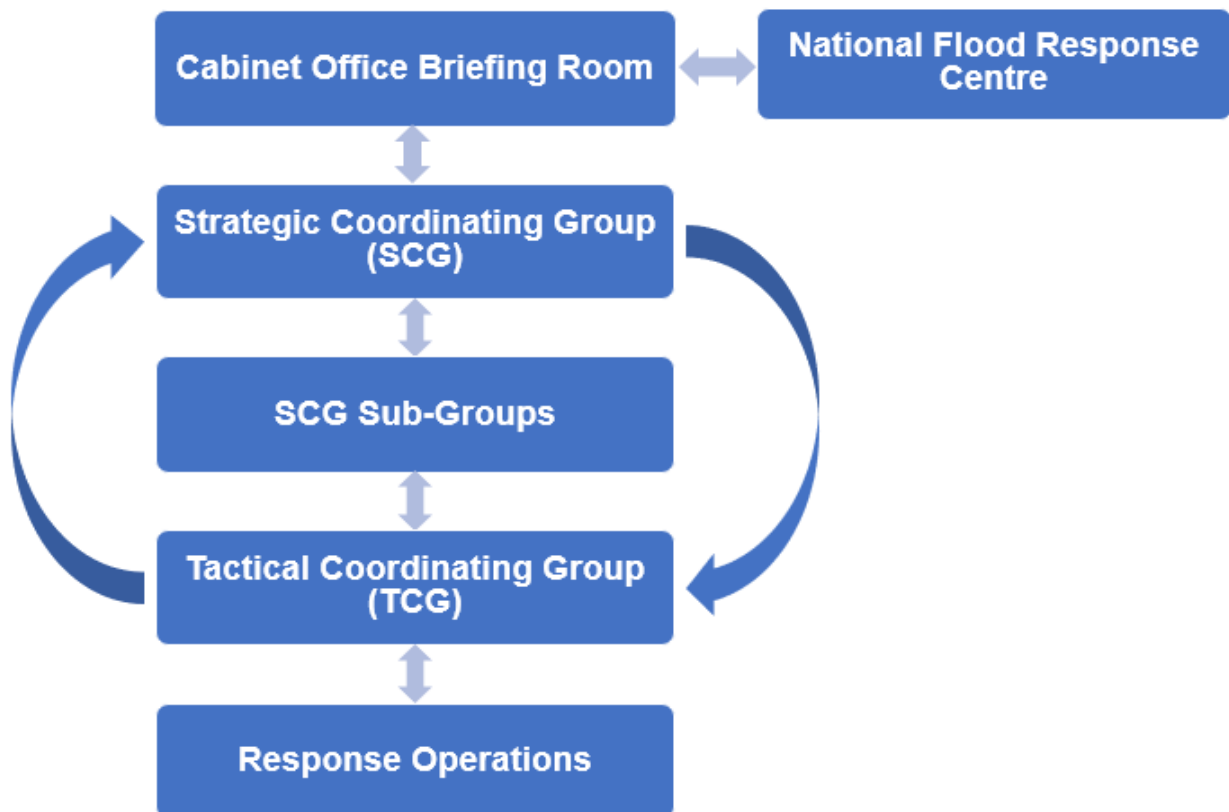 Cabinet Office Briefing Room
National Flood Response
Centre
Strategic Coordinating Group
(SCG)
SCG Sub-Groups
Tactical Coordinating Group
(TCG)
Response Operations